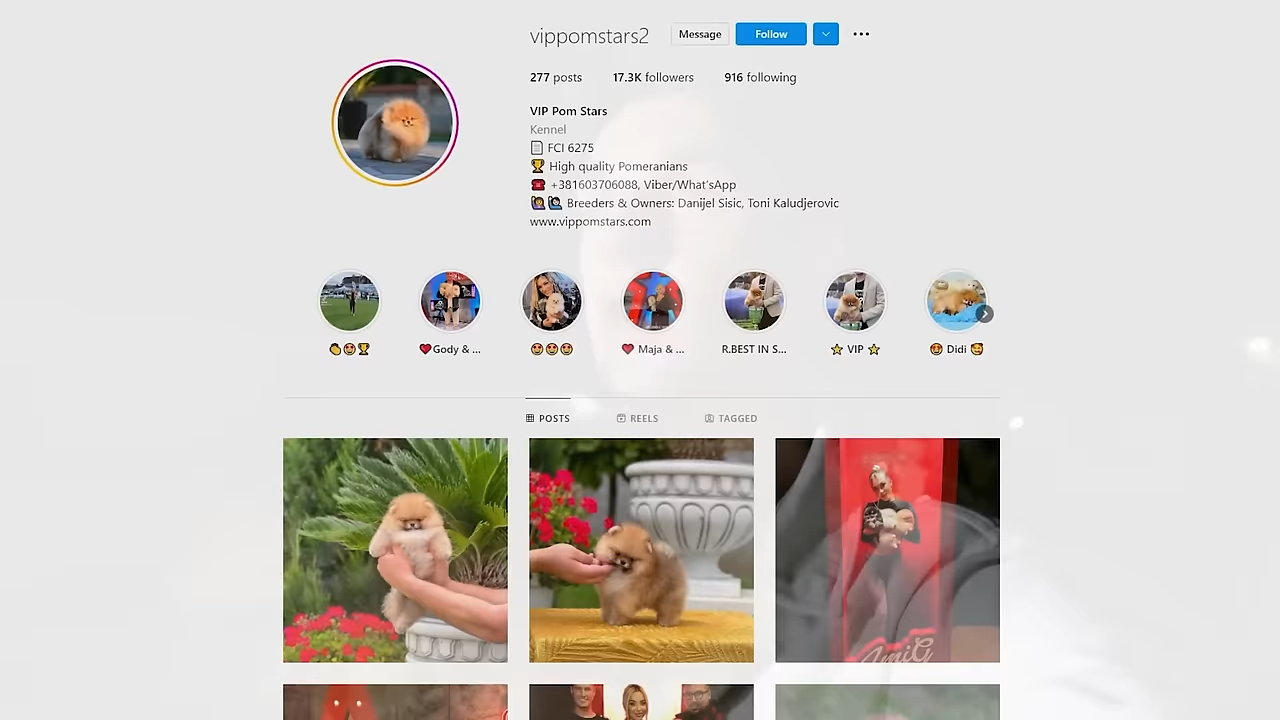 vippomstars2 Message Follow
277 posts 17.3K followers 916 following
VIP Pom Stars
Kennel
FCI 6275
High quality Pomeranians
+381603706088, Viber/What'sApp
Breeders & Owners: Danijel Sisic, Toni Kaludjerovic
www.vippomstars.com
Gody & ... Maja & ... R.BEST IN S... VIP Didi
POSTS REELS TAGGED
AmiG